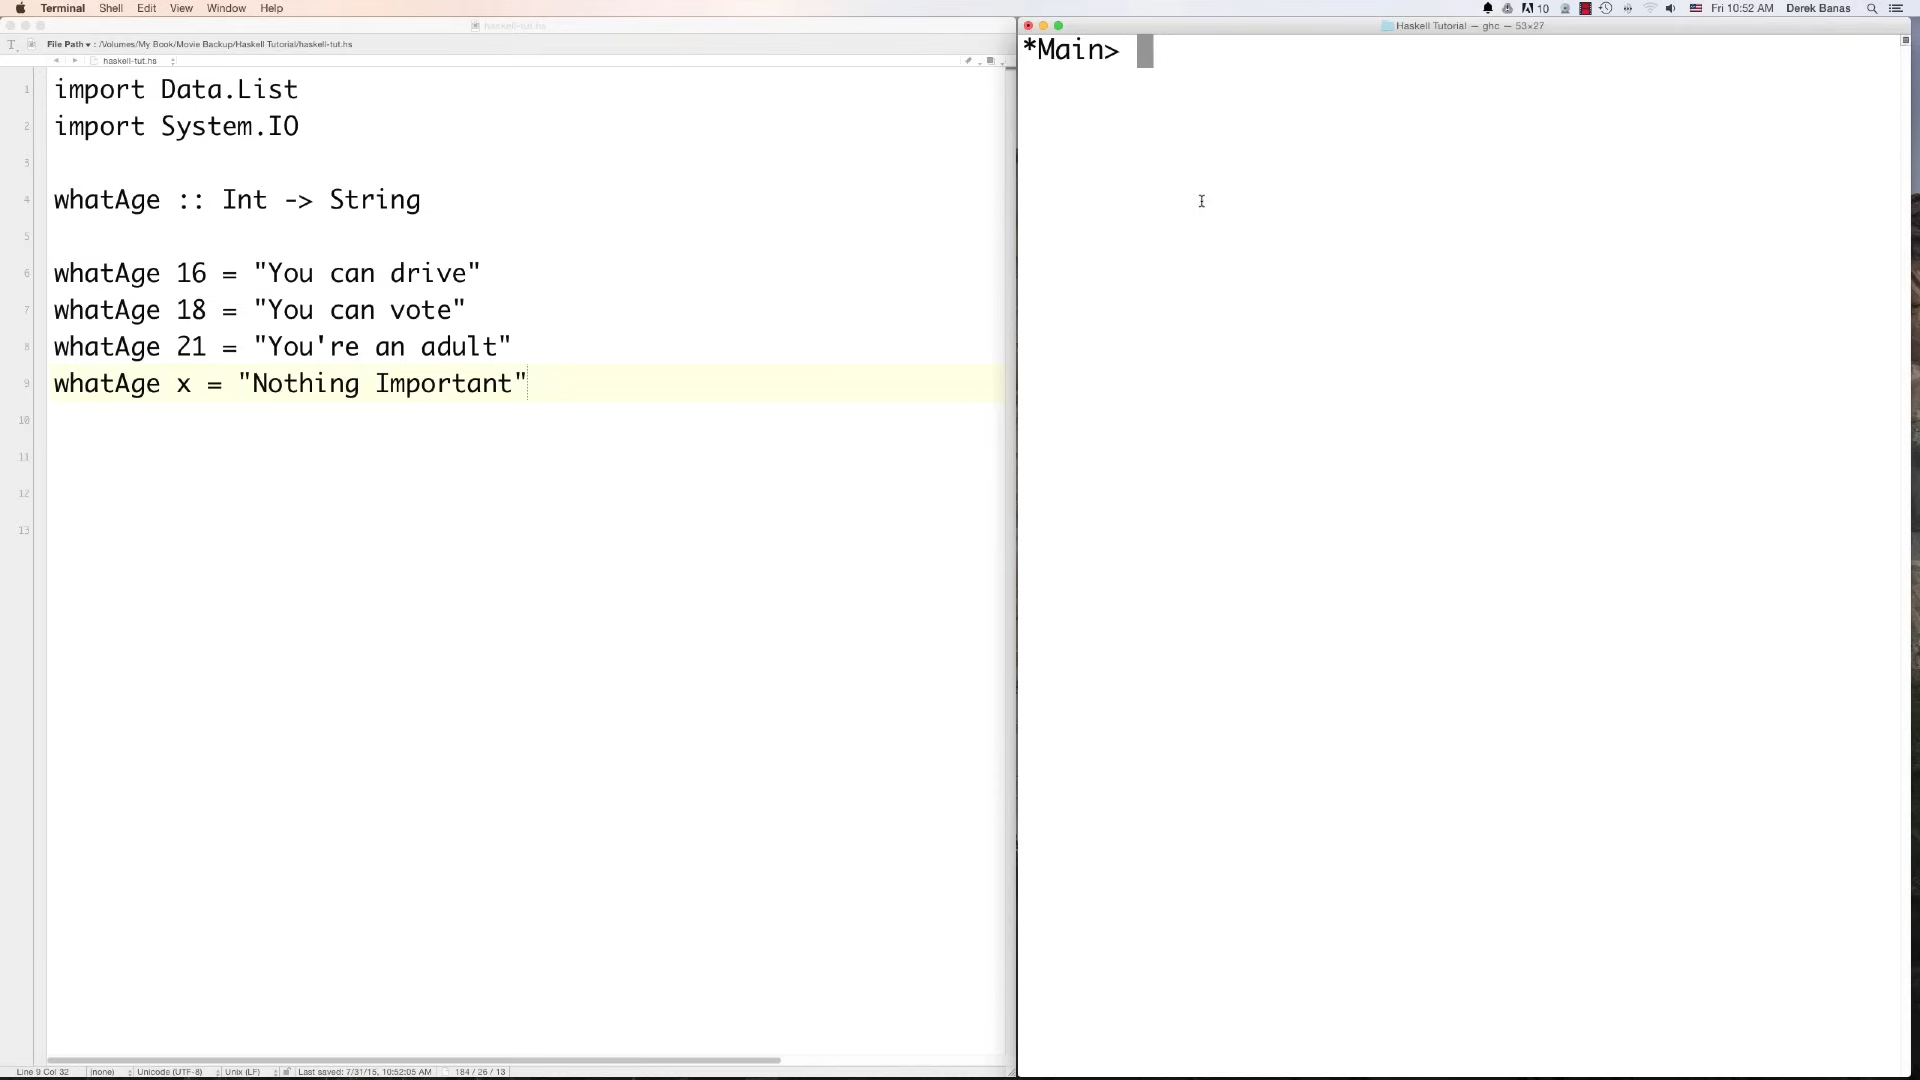 Terminal Shell Edit View Window Help
10 Fri 10:52 AM Derek Banas
haskell-tut.hs
Haskell Tutorial — ghc — 53×27
File Path ▾ : /Volumes/My Book/Movie Backup/Haskell Tutorial/haskell-tut.hs
haskell-tut.hs
1 import Data.List
2 import System.IO
3
4 whatAge :: Int -> String
5
6 whatAge 16 = "You can drive"
7 whatAge 18 = "You can vote"
8 whatAge 21 = "You're an adult"
9 whatAge x = "Nothing Important"
10
11
12
13
*Main>
Line 9 Col 32 (none) Unicode (UTF-8) Unix (LF) Last saved: 7/31/15, 10:52:05 AM 184 / 26 / 13